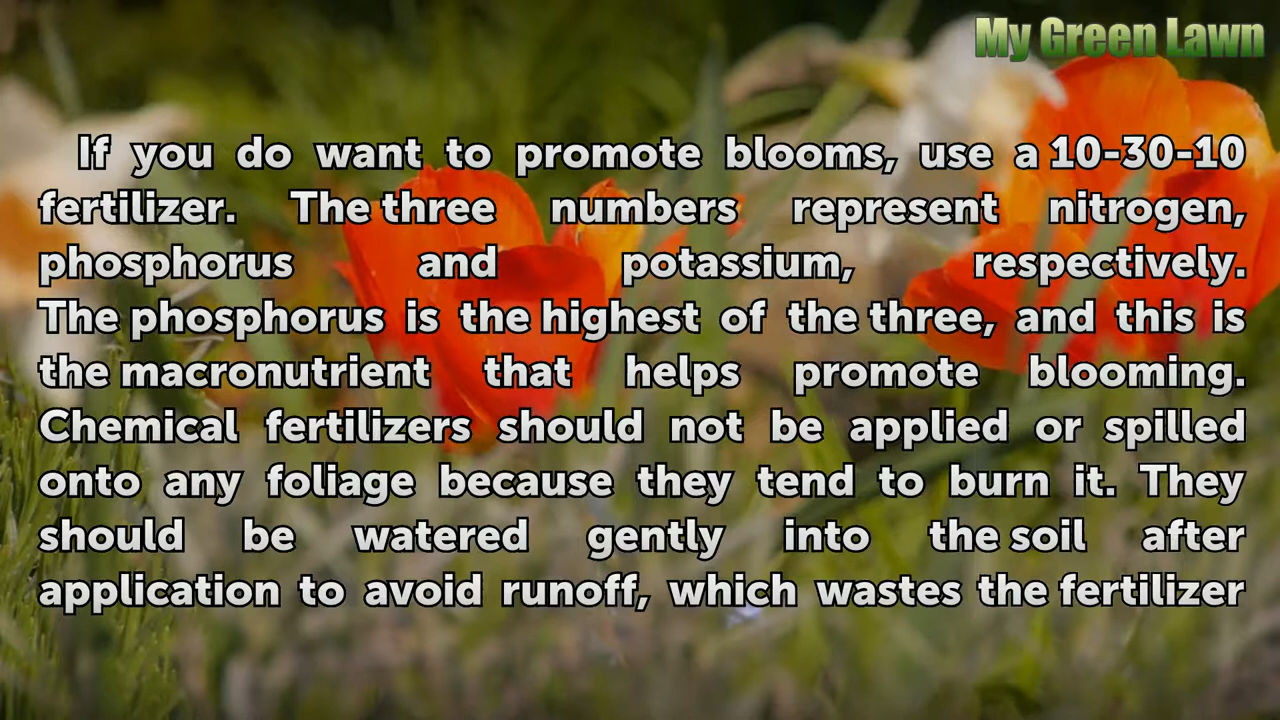 My Green Lawn
If you do want to promote blooms, use a 10-30-10
fertilizer. The three numbers represent nitrogen,
phosphorus and potassium, respectively.
The phosphorus is the highest of the three, and this is
the macronutrient that helps promote blooming.
Chemical fertilizers should not be applied or spilled
onto any foliage because they tend to burn it. They
should be watered gently into the soil after
application to avoid runoff, which wastes the fertilizer